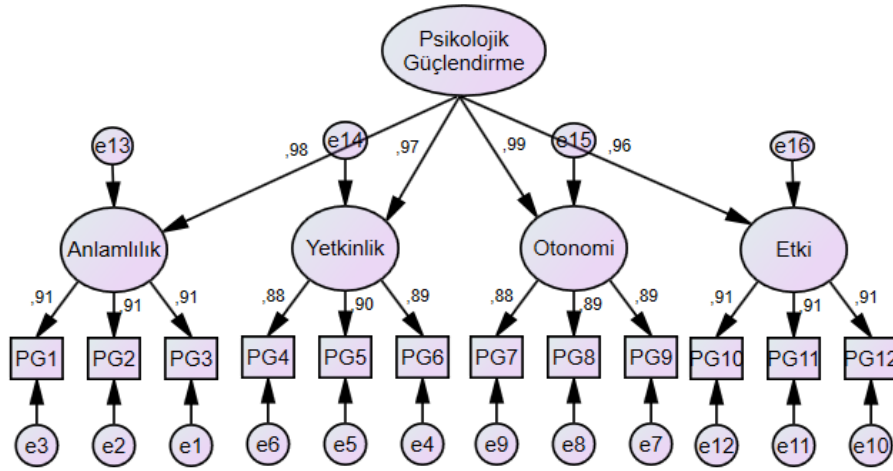 Psikolojik
Güçlendirme
e13
e14
e15
e16
,98
,97
,99
,96
Anlamlılık
Yetkinlik
Otonomi
Etki
,91
,91
,91
,88
,90
,89
,88
,89
,89
,91
,91
,91
PG1
PG2
PG3
PG4
PG5
PG6
PG7
PG8
PG9
PG10
PG11
PG12
e3
e2
e1
e6
e5
e4
e9
e8
e7
e12
e11
e10